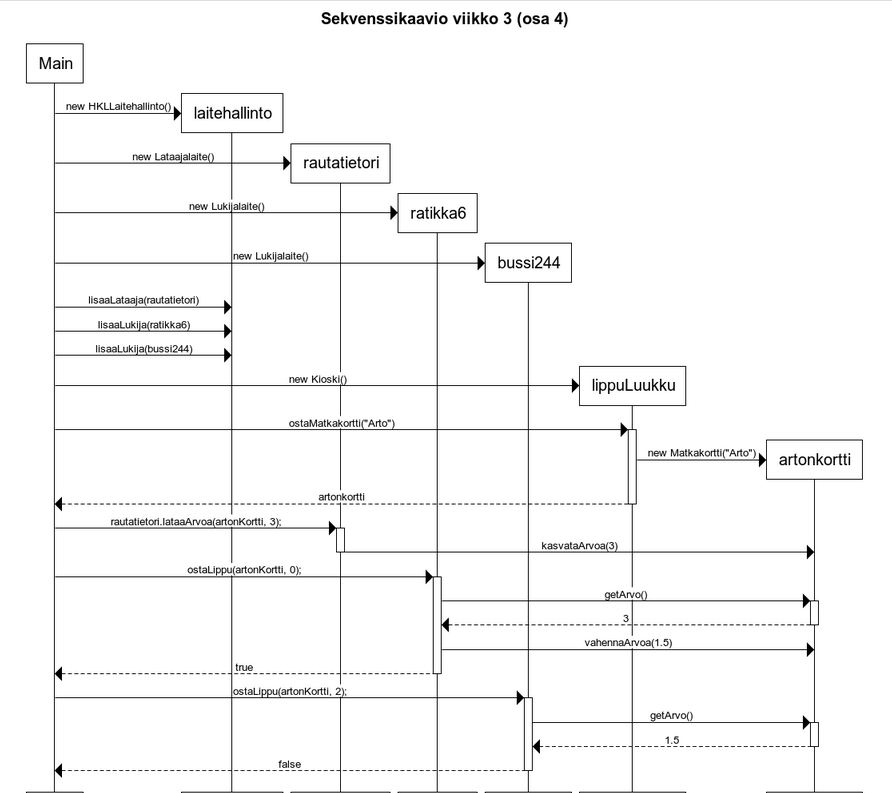 Sekvenssikaavio viikko 3 (osa 4)
Main
new HKLLaitehallinto()
laitehallinto
new Lataajalaite()
rautatietori
new Lukijalaite()
ratikka6
new Lukijalaite()
bussi244
lisaaLataaja(rautatietori)
lisaaLukija(ratikka6)
lisaaLukija(bussi244)
new Kioski()
lippuLuukku
ostaMatkakortti("Arto")
new Matkakortti("Arto")
artonkortti
artonkortti
rautatietori.lataaArvoa(artonKortti, 3);
kasvataArvoa(3)
ostaLippu(artonKortti, 0);
getArvo()
3
vahennaArvoa(1.5)
true
ostaLippu(artonKortti, 2);
getArvo()
1.5
false